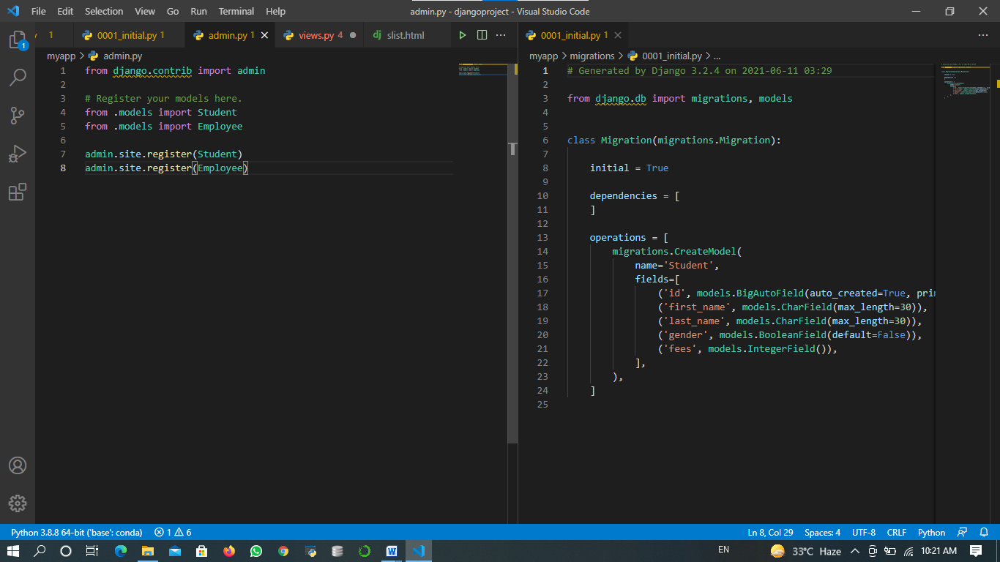 File Edit Selection View Go Run Terminal Help
admin.py - djangoproject - Visual Studio Code
1
0001_initial.py 1
admin.py 1
views.py 4
dj slist.html
myapp > admin.py
1 from django.contrib import admin
2
3 # Register your models here.
4 from .models import Student
5 from .models import Employee
6
7 admin.site.register(Student)
8 admin.site.register(Employee)
0001_initial.py 1
myapp > migrations > 0001_initial.py > ...
1 # Generated by Django 3.2.4 on 2021-06-11 03:29
2
3 from django.db import migrations, models
4
5
6 class Migration(migrations.Migration):
7
8 initial = True
9
10 dependencies = [
11 ]
12
13 operations = [
14 migrations.CreateModel(
15 name='Student',
16 fields=[
17 ('id', models.BigAutoField(auto_created=True, prim
18 ('first_name', models.CharField(max_length=30)),
19 ('last_name', models.CharField(max_length=30)),
20 ('gender', models.BooleanField(default=False)),
21 ('fees', models.IntegerField()),
22 ],
23 ),
24 ]
25
1
Python 3.8.8 64-bit ('base': conda) 1 6
Ln 8, Col 29 Spaces: 4 UTF-8 CRLF Python
W
EN
33°C Haze
10:21 AM